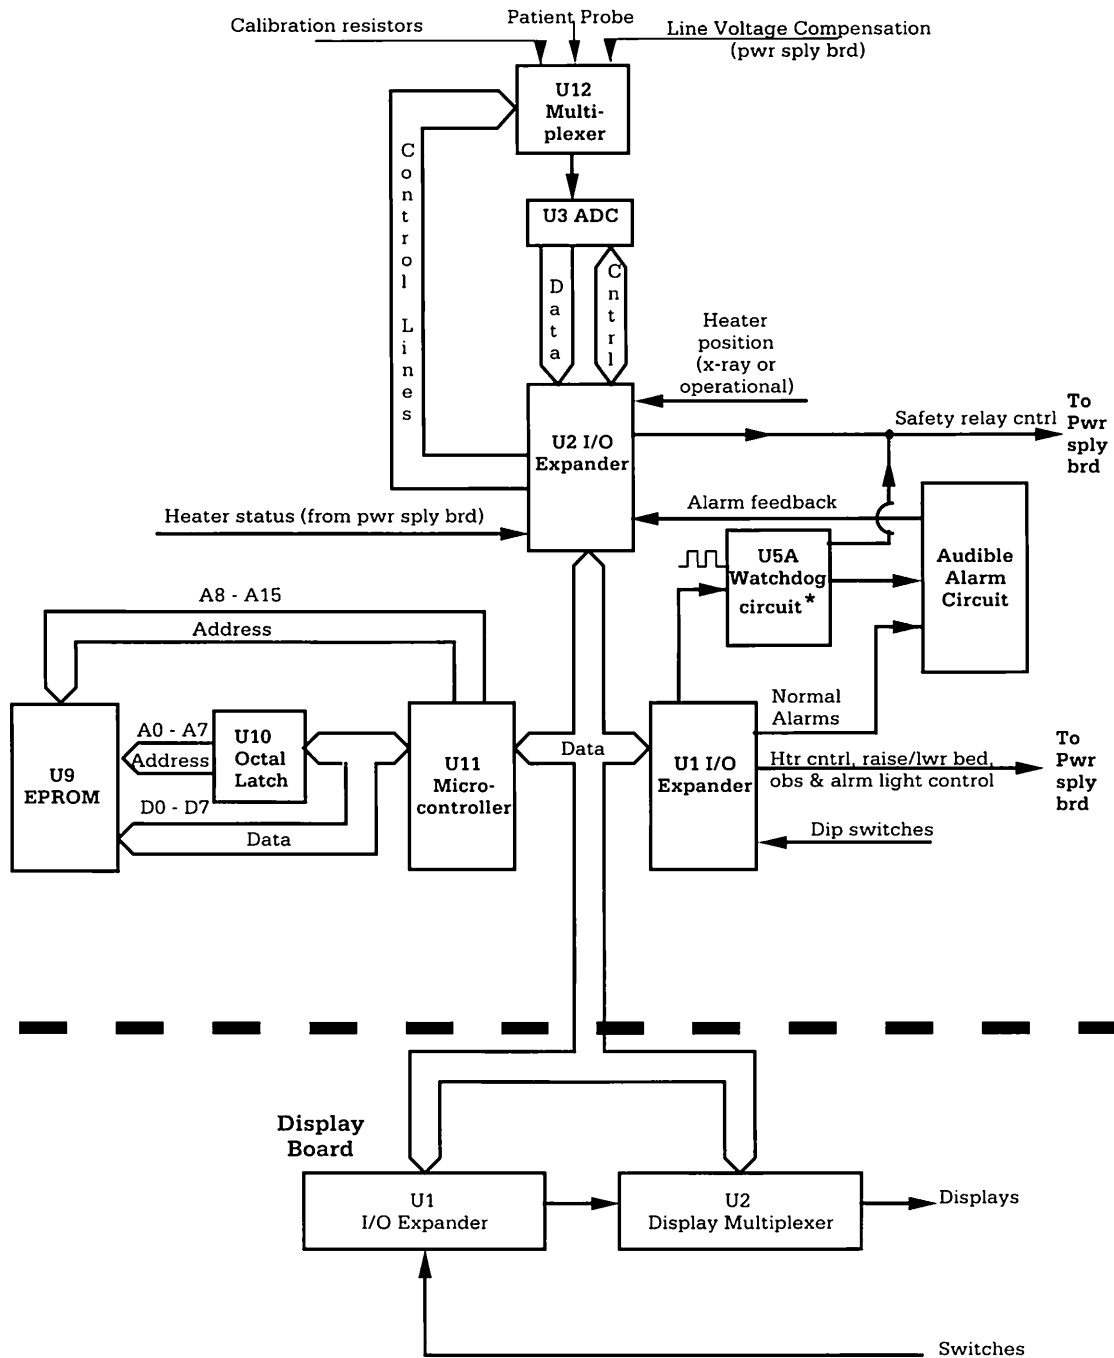 Patient Probe
Calibration resistors
Line Voltage Compensation
(pwr sply brd)
U12
Multi-
plexer
Control Lines
U3 ADC
Data
Cntrl
Heater
position
(x-ray or
operational)
U2 I/O
Expander
Safety relay cntrl
To
Pwr
sply
brd
Alarm feedback
Heater status (from pwr sply brd)
U5A
Watchdog
circuit*
Audible
Alarm
Circuit
A8 - A15
Address
Normal
Alarms
A0 - A7
Address
U10
Octal
Latch
U9
EPROM
U11
Micro-
controller
Data
U1 I/O
Expander
Htr cntrl, raise/lwr bed,
obs & alrm light control
To
Pwr
sply
brd
D0 - D7
Data
Dip switches
Display
Board
U1
I/O Expander
U2
Display Multiplexer
Displays
Switches